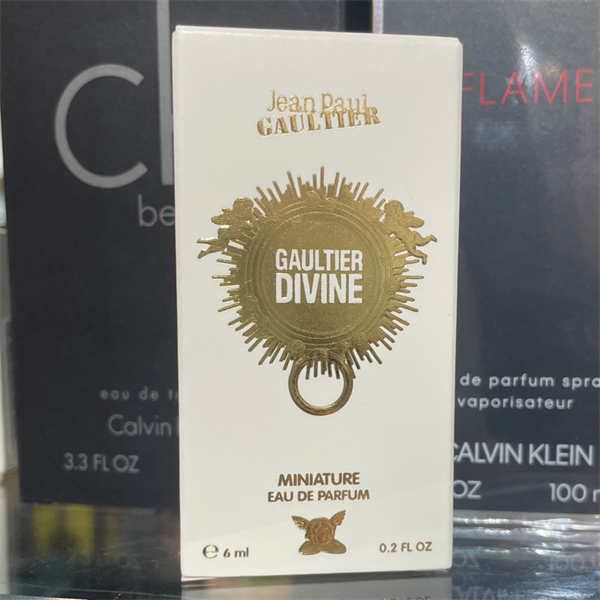 Jean Paul
GAULTIER
GAULTIER
DIVINE
MINIATURE
EAU DE PARFUM
℮ 6 ml
0.2 FL OZ
be
eau de
Calvin
3.3 FL OZ
FLAME
de parfum
vaporisateur
CALVIN KLEIN
OZ
100